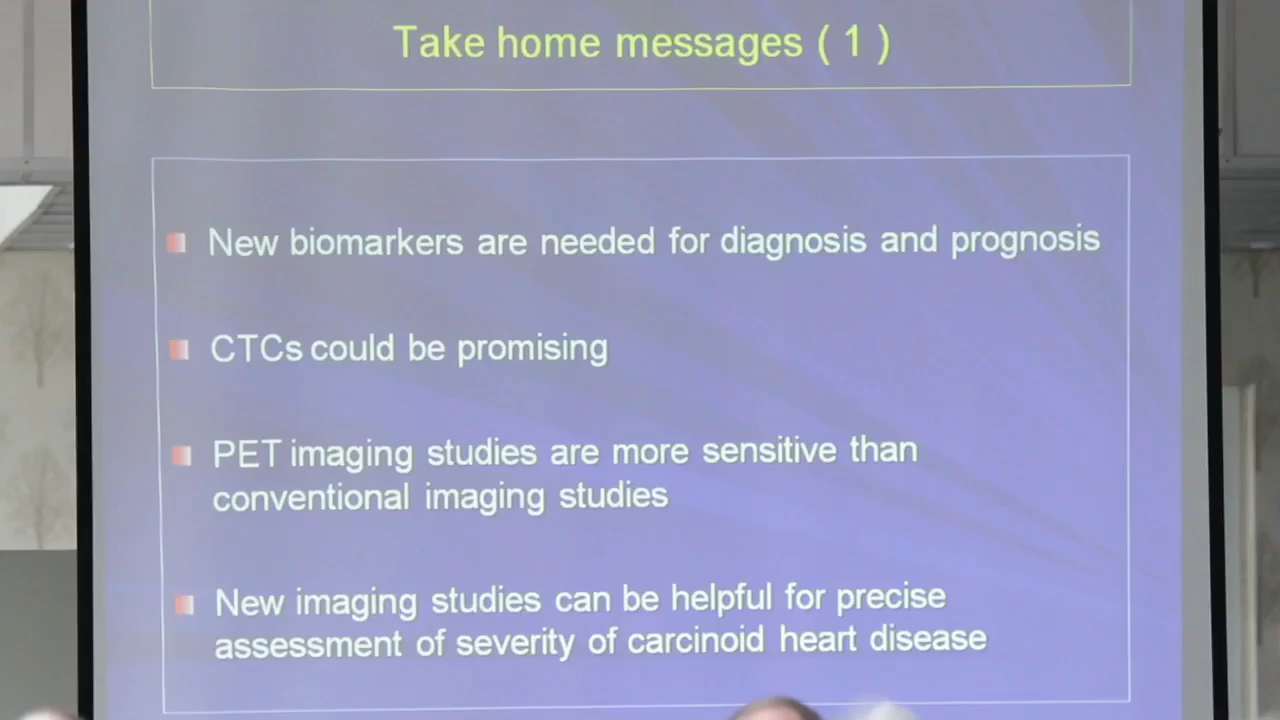 Take home messages ( 1 )
New biomarkers are needed for diagnosis and prognosis
CTCs could be promising
PET imaging studies are more sensitive than
conventional imaging studies
New imaging studies can be helpful for precise
assessment of severity of carcinoid heart disease